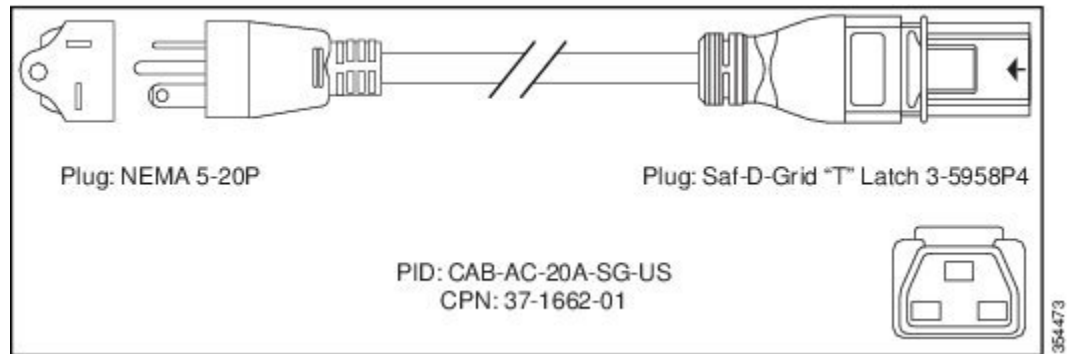 Plug: NEMA 5-20P
Plug: Saf-D-Grid “T” Latch 3-5958P4
PID: CAB-AC-20A-SG-US
CPN: 37-1662-01
354473